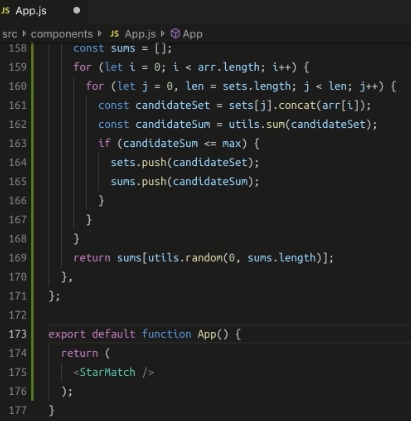 JS App.js
src components JS App.js App
158 const sums = [];
159 for (let i = 0; i < arr.length; i++) {
160 for (let j = 0, len = sets.length; j < len; j++) {
161 const candidateSet = sets[j].concat(arr[i]);
162 const candidateSum = utils.sum(candidateSet);
163 if (candidateSum <= max) {
164 sets.push(candidateSet);
165 sums.push(candidateSum);
166 }
167 }
168 }
169 return sums[utils.random(0, sums.length)];
170 },
171 };
172
173 export default function App() {
174 return (
175 <StarMatch />
176 );
177 }